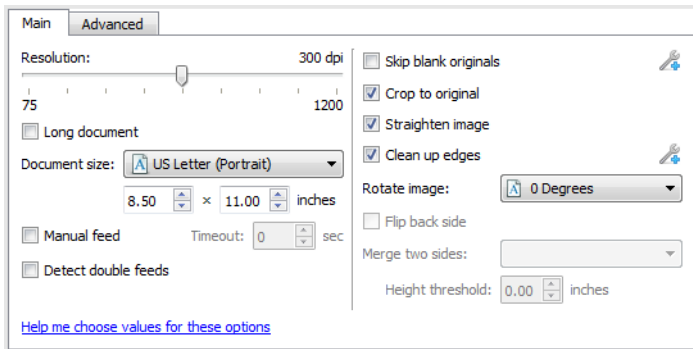 Main Advanced
Resolution: 300 dpi
75 1200
Long document
Document size: A US Letter (Portrait)
8.50 × 11.00 inches
Manual feed Timeout: 0 sec
Detect double feeds
Help me choose values for these options
Skip blank originals
Crop to original
Straighten image
Clean up edges
Rotate image: A 0 Degrees
Flip back side
Merge two sides:
Height threshold: 0.00 inches